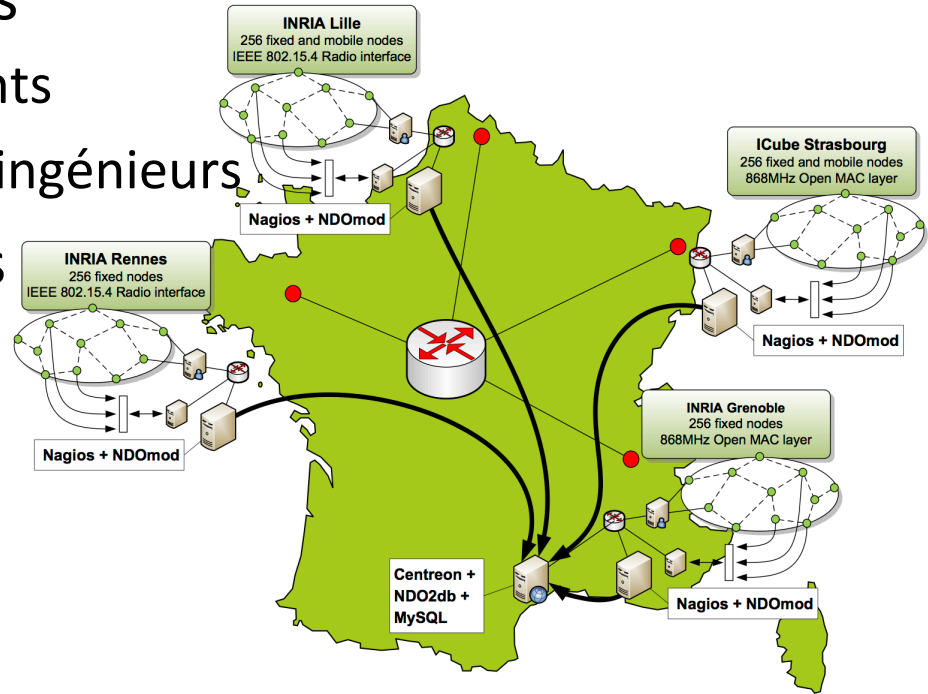 s
nts
ingénieurs
s
INRIA Lille
256 fixed and mobile nodes
IEEE 802.15.4 Radio interface
Nagios + NDOmod
ICube Strasbourg
256 fixed and mobile nodes
868MHz Open MAC layer
Nagios + NDOmod
INRIA Rennes
256 fixed nodes
IEEE 802.15.4 Radio interface
Nagios + NDOmod
INRIA Grenoble
256 fixed nodes
868MHz Open MAC layer
Nagios + NDOmod
Centreon +
NDO2db +
MySQL